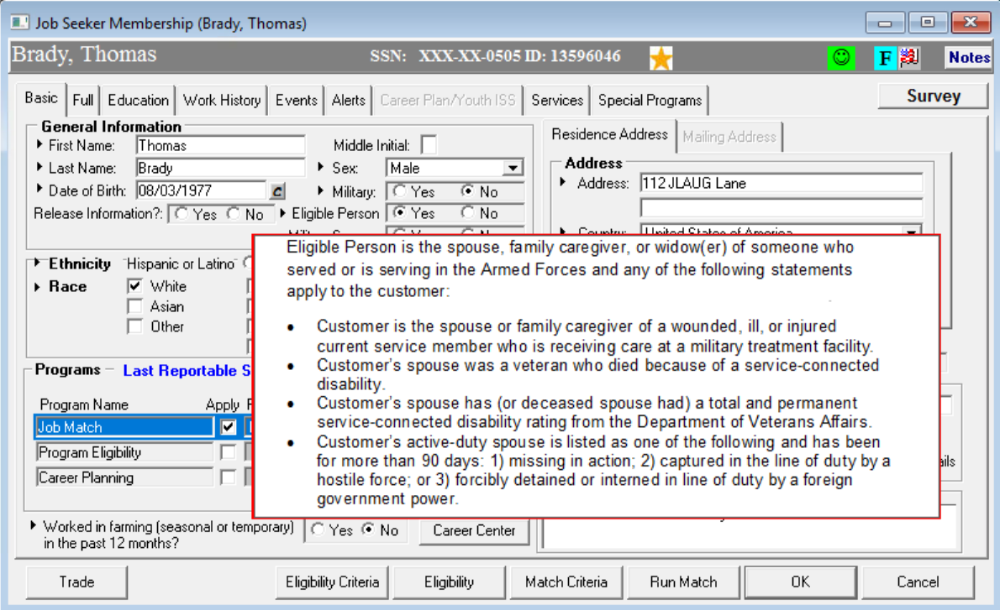 Job Seeker Membership (Brady, Thomas)
Brady, Thomas SSN: XXX-XX-0505 ID: 13596046 F Notes
Basic Full Education Work History Events Alerts Career Plan/Youth ISS Services Special Programs Survey
General Information
First Name: Thomas Middle Initial:
Last Name: Brady Sex: Male
Date of Birth: 08/03/1977 c Military: Yes No
Release Information?: Yes No Eligible Person Yes No
Residence Address Mailing Address
Address
Address: 112 JLAUG Lane
Country: United States of America
Ethnicity Hispanic or Latino
Race White
Asian
Other
Eligible Person is the spouse, family caregiver, or widow(er) of someone who
served or is serving in the Armed Forces and any of the following statements
apply to the customer:
• Customer is the spouse or family caregiver of a wounded, ill, or injured
current service member who is receiving care at a military treatment facility.
• Customer's spouse was a veteran who died because of a service-connected
disability.
• Customer's spouse has (or deceased spouse had) a total and permanent
service-connected disability rating from the Department of Veterans Affairs.
• Customer's active-duty spouse is listed as one of the following and has been
for more than 90 days: 1) missing in action; 2) captured in the line of duty by a
hostile force; or 3) forcibly detained or interned in line of duty by a foreign
government power.
Programs Last Reportable S
Program Name Apply
Job Match
Program Eligibility
Career Planning
Worked in farming (seasonal or temporary)
in the past 12 months? Yes No Career Center
Trade Eligibility Criteria Eligibility Match Criteria Run Match OK Cancel